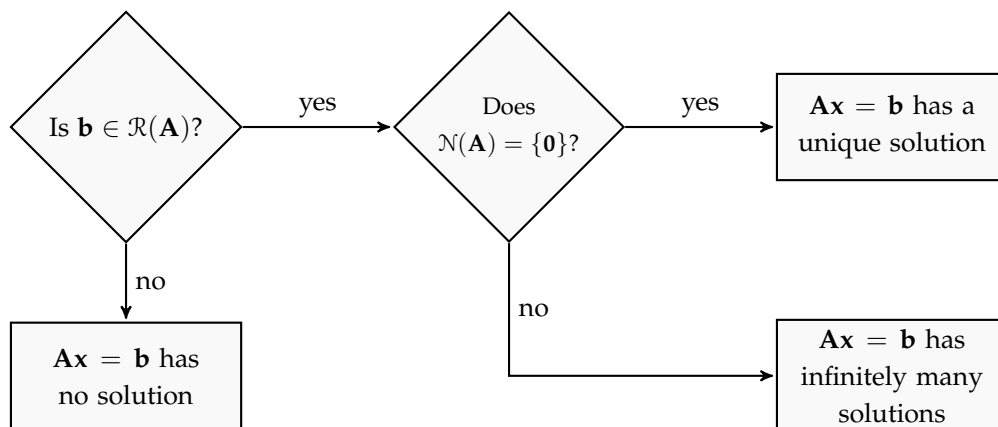 Is b ∈ ℛ(A)?
yes
Does
𝒩(A) = {0}?
yes
Ax = b has a
unique solution
no
Ax = b has
no solution
no
Ax = b has
infinitely many
solutions